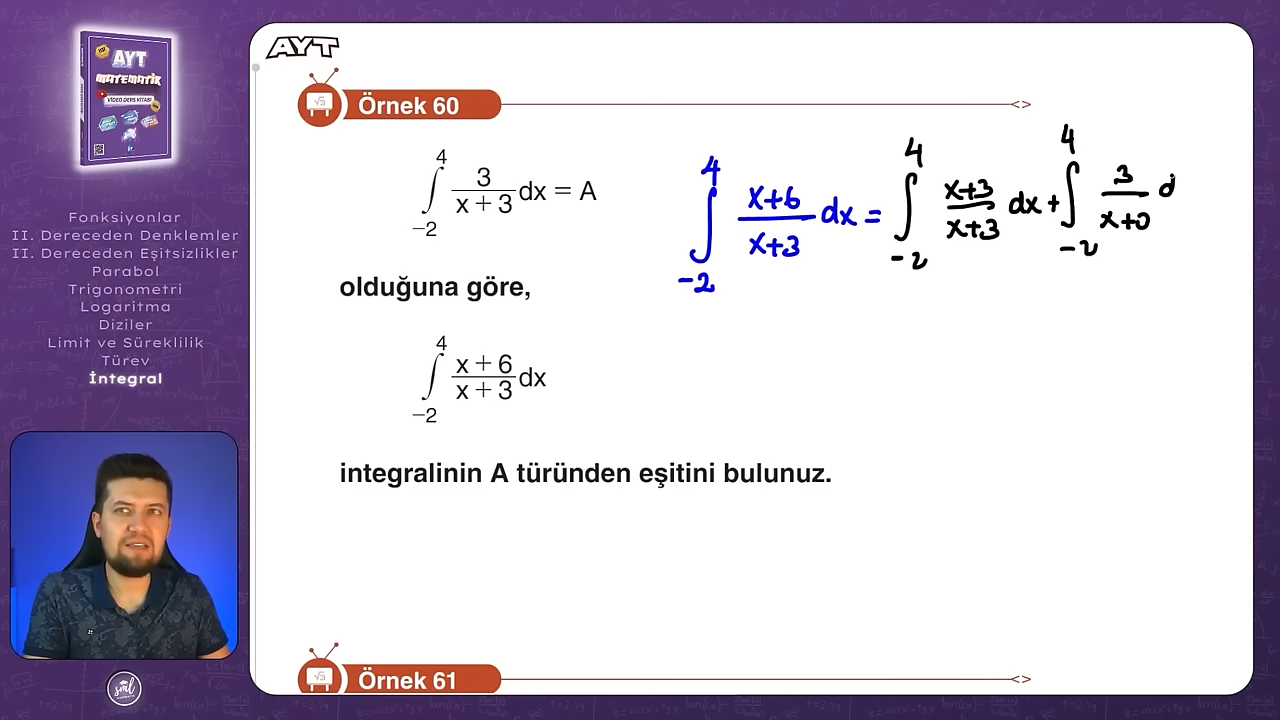 AYT
MATEMATİK
VİDEO DERS KİTABI
Fonksiyonlar
II. Dereceden Denklemler
II. Dereceden Eşitsizlikler
Parabol
Trigonometri
Logaritma
Diziler
Limit ve Süreklilik
Türev
İntegral
sml
AYT
√3
Örnek 60
<>
4
∫ 3/(x + 3) dx = A
−2
olduğuna göre,
4
∫ (x + 6)/(x + 3) dx
−2
integralinin A türünden eşitini bulunuz.
4 4 4
∫ (x+6)/(x+3) dx = ∫ (x+3)/(x+3) dx + ∫ 3/(x+0) d
-2 -2 -2
√3
Örnek 61
<>